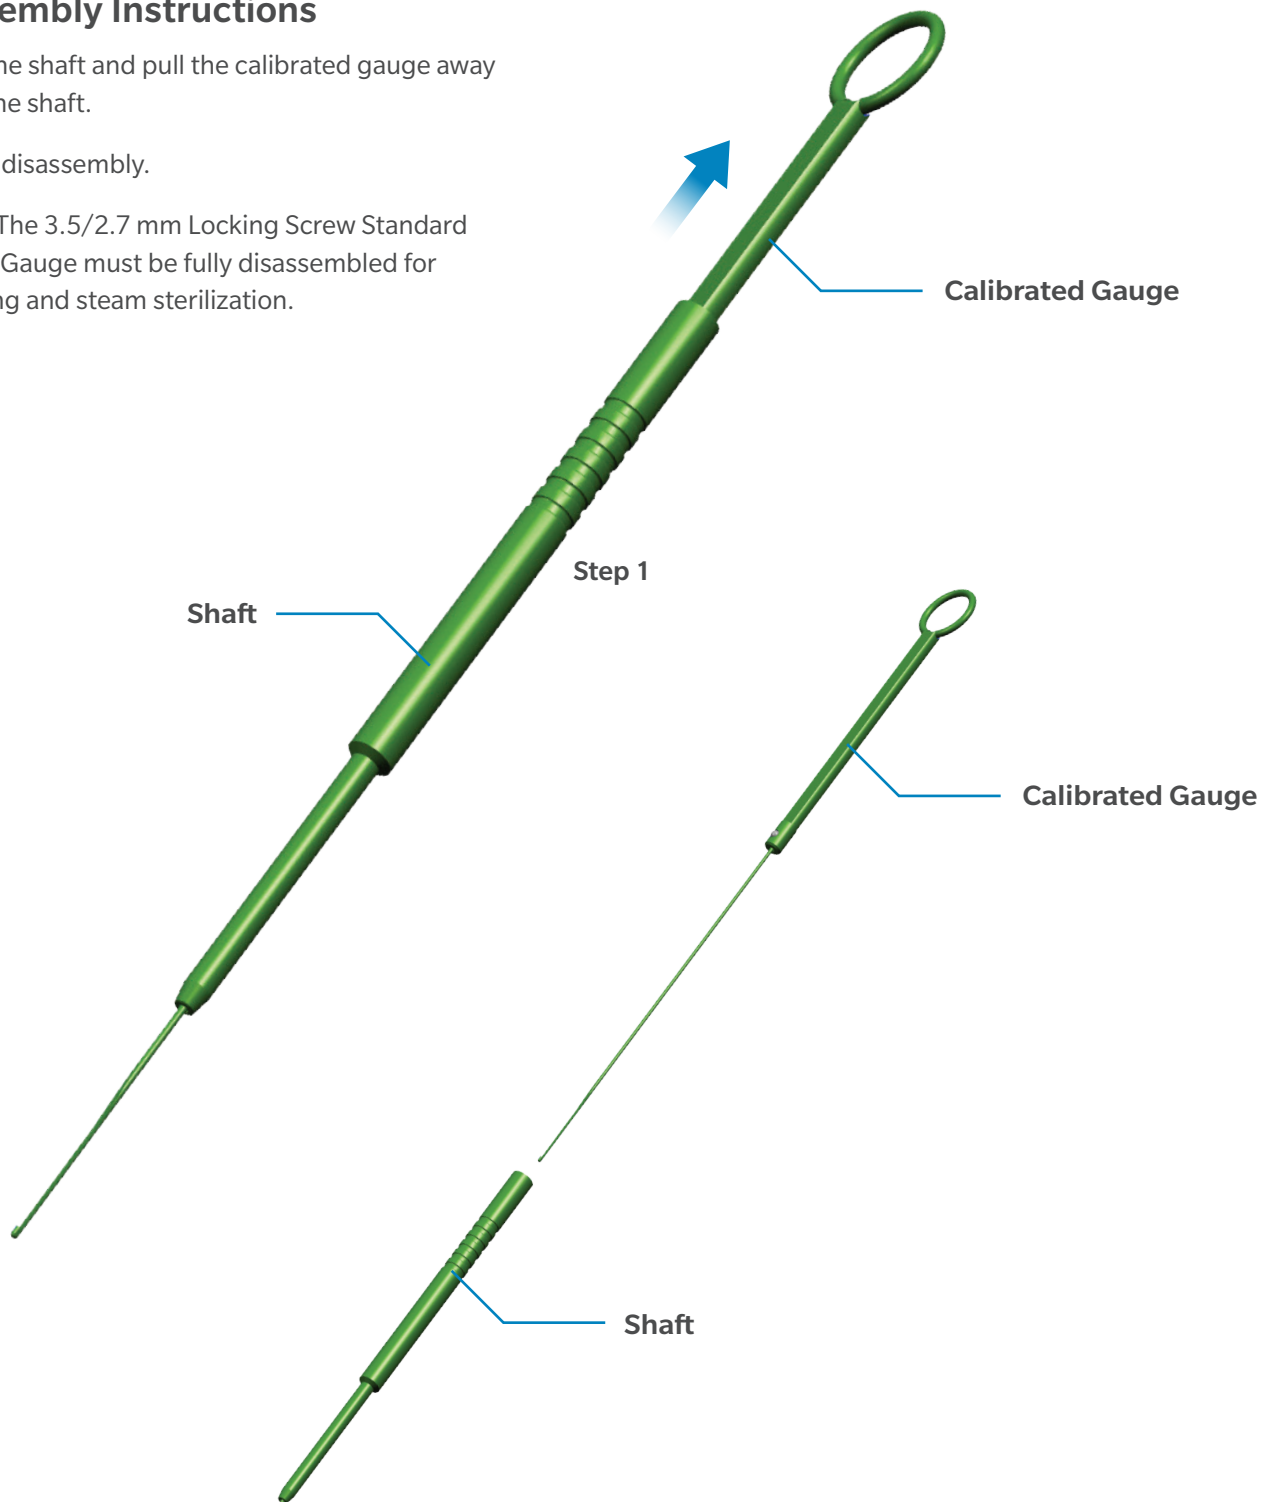 embly Instructions
ne shaft and pull the calibrated gauge away
ne shaft.
disassembly.
The 3.5/2.7 mm Locking Screw Standard
Gauge must be fully disassembled for
ng and steam sterilization.
Calibrated Gauge
Step 1
Shaft
Calibrated Gauge
Shaft